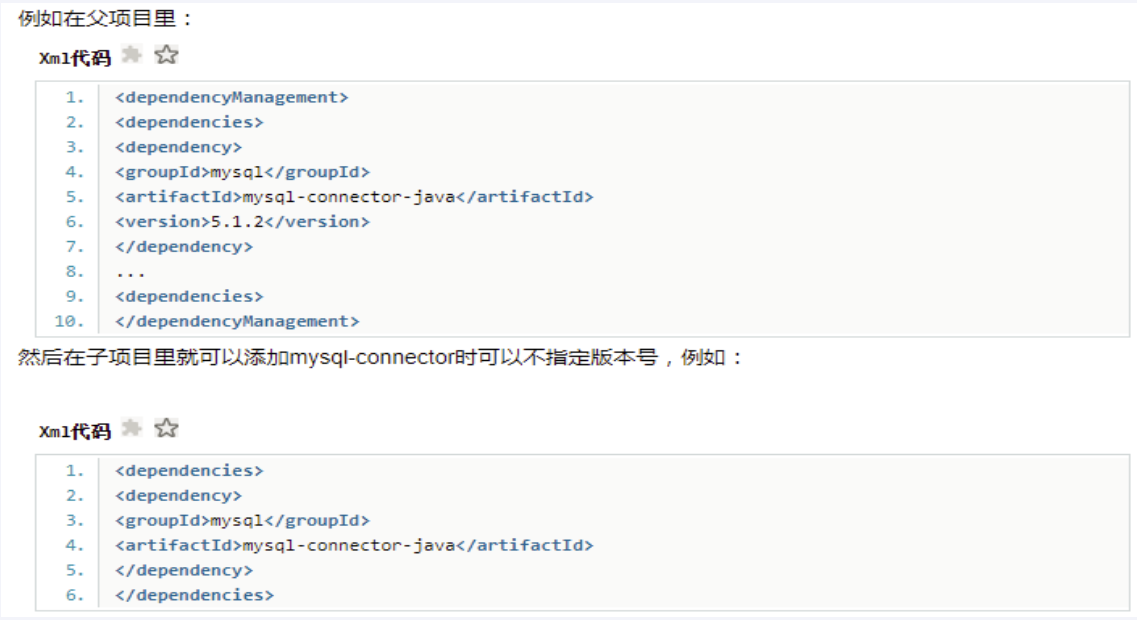 例如在父项目里：
Xml代码
1. <dependencyManagement>
2. <dependencies>
3. <dependency>
4. <groupId>mysql</groupId>
5. <artifactId>mysql-connector-java</artifactId>
6. <version>5.1.2</version>
7. </dependency>
8. ...
9. <dependencies>
10. </dependencyManagement>
然后在子项目里就可以添加mysql-connector时可以不指定版本号，例如：
Xml代码
1. <dependencies>
2. <dependency>
3. <groupId>mysql</groupId>
4. <artifactId>mysql-connector-java</artifactId>
5. </dependency>
6. </dependencies>